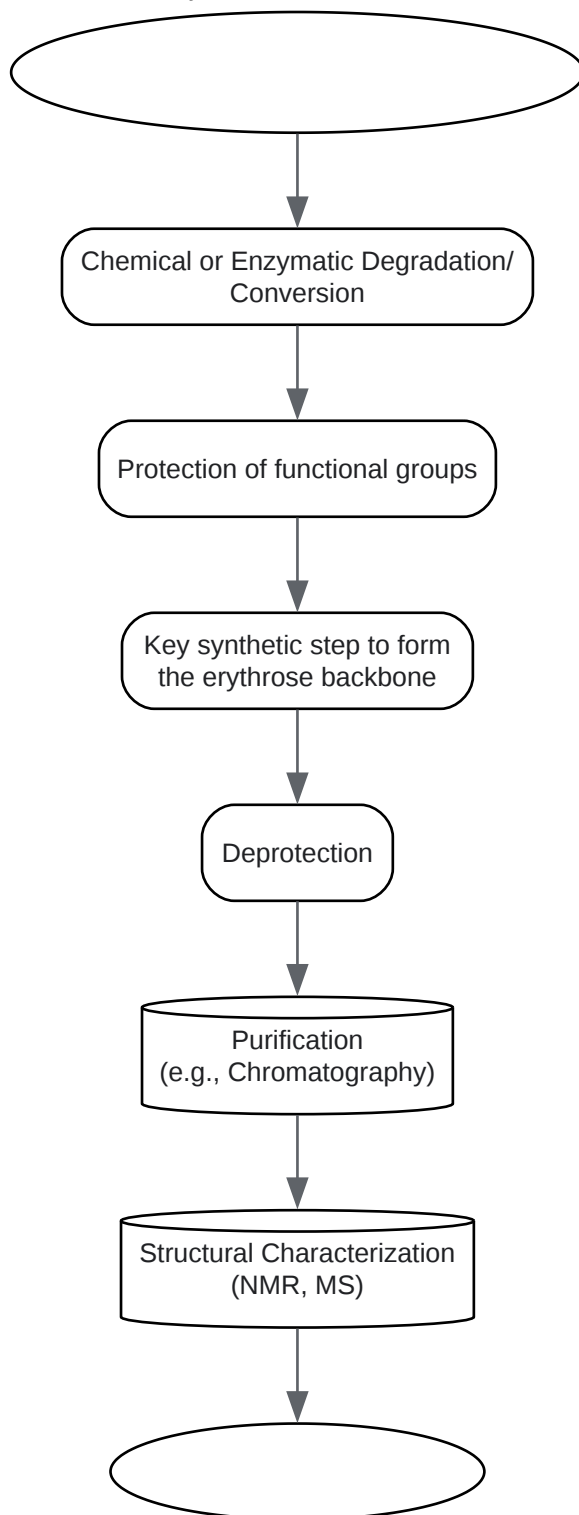 Chemical or Enzymatic Degradation/
Conversion
Protection of functional groups
Key synthetic step to form
the erythrose backbone
Deprotection
Purification
(e.g., Chromatography)
Structural Characterization
(NMR, MS)